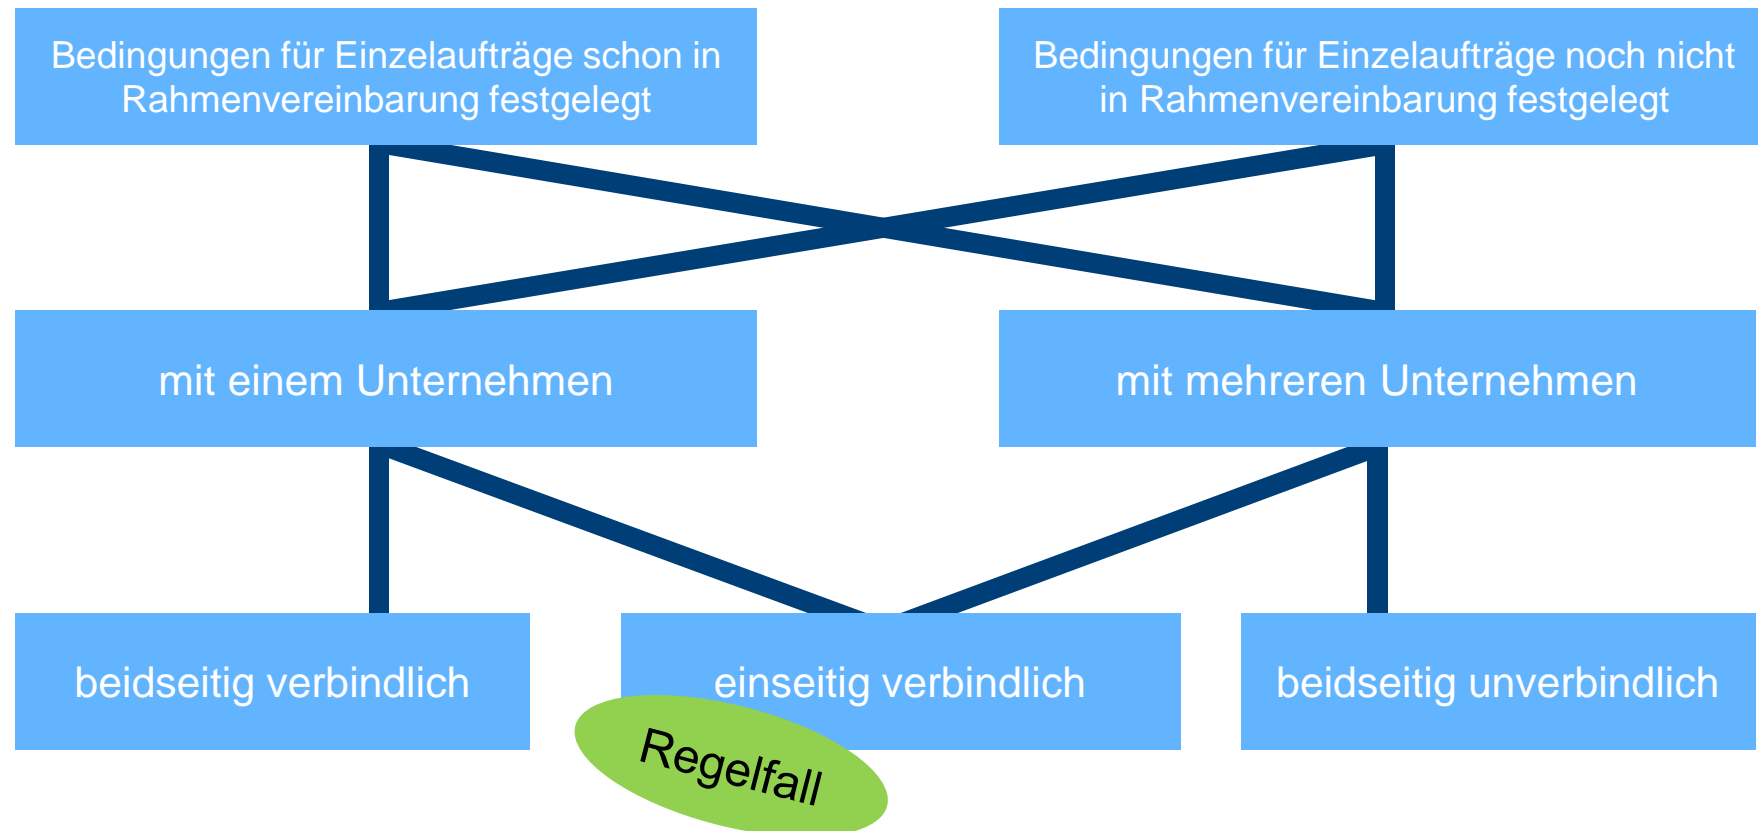 Bedingungen für Einzelaufträge schon in
Rahmenvereinbarung festgelegt
Bedingungen für Einzelaufträge noch nicht
in Rahmenvereinbarung festgelegt
mit einem Unternehmen
mit mehreren Unternehmen
beidseitig verbindlich
einseitig verbindlich
beidseitig unverbindlich
Regelfall